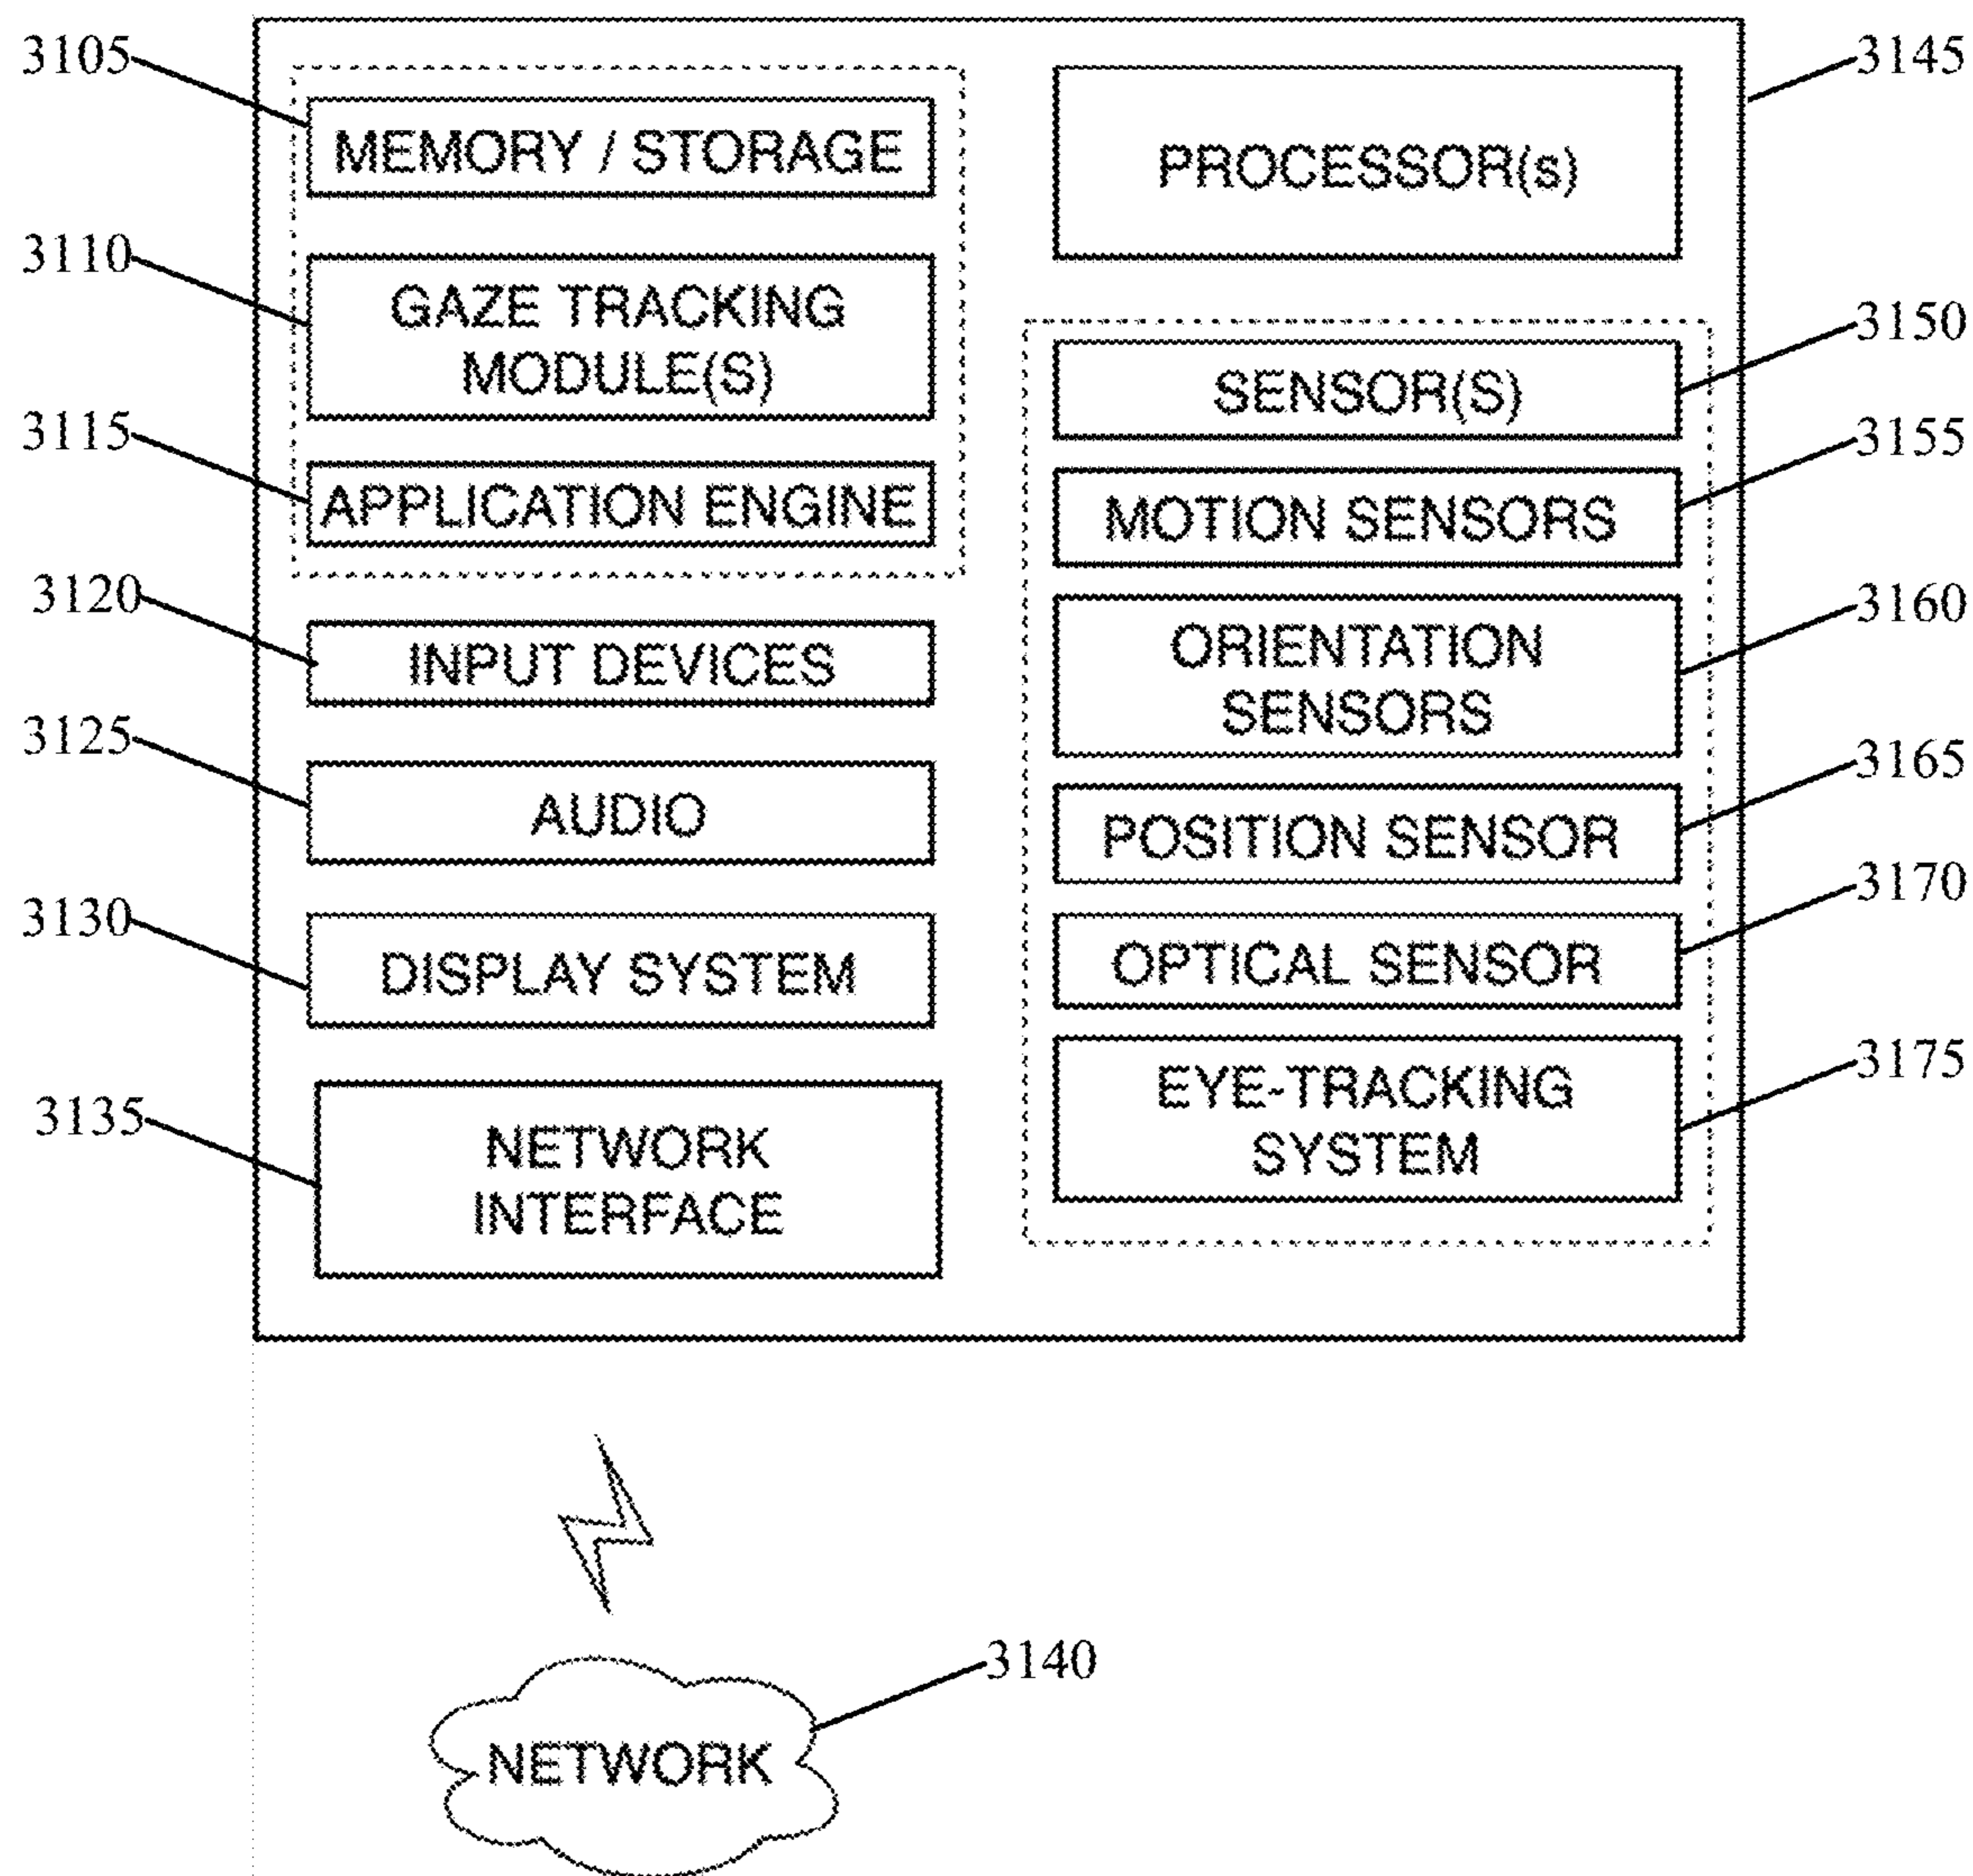 3105
MEMORY / STORAGE
3110
GAZE TRACKING
MODULE(S)
3115
APPLICATION ENGINE
3120
INPUT DEVICES
3125
AUDIO
3130
DISPLAY SYSTEM
3135
NETWORK
INTERFACE
PROCESSOR(s)
3145
SENSOR(S)
3150
MOTION SENSORS
3155
ORIENTATION
SENSORS
3160
POSITION SENSOR
3165
OPTICAL SENSOR
3170
EYE-TRACKING
SYSTEM
3175
3140
NETWORK